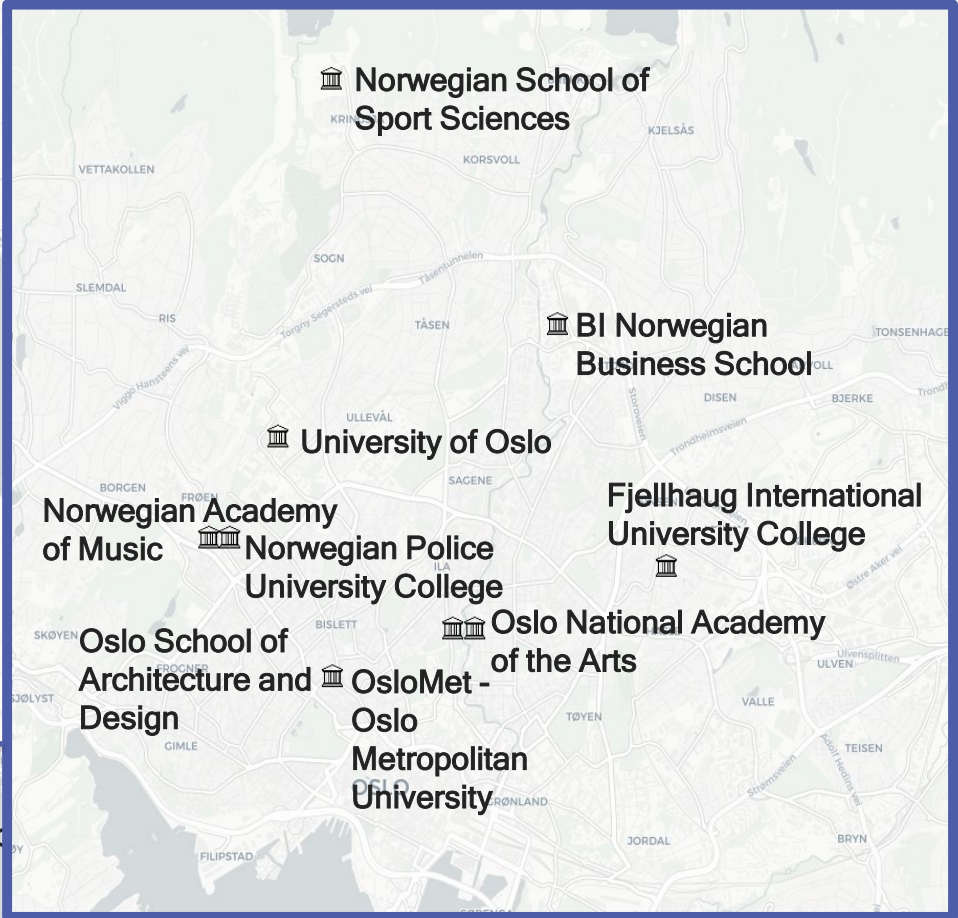 Norwegian School of
Sport Sciences
KJELSÅS
KORSVOLL
VETTAKOLLEN
SOGN
Tåsentunnelen
SLEMDAL
Torgny Segersteds vei
RIS
TÅSEN
BI Norwegian
Business School
TONSENHAGE
Viggo Hansteens vei
Storoveien
DISEN
BJERKE
Trondheimsveien
ULLEVÅL
University of Oslo
SAGENE
BORGEN
FRØEN
Fjellhaug International
University College
Norwegian Academy
of Music
Norwegian Police
University College
ILA
Østre Aker vei
BISLETT
SKØYEN
Oslo National Academy
of the Arts
Oslo School of
Architecture and
Design
FROGNER
Ulvensplitten
ULVEN
OsloMet -
Oslo
Metropolitan
University
SJØLYST
VALLE
TØYEN
GIMLE
TEISEN
Adolf Hedins vei
Strømsveien
OSLO
GRØNLAND
JORDAL
BRYN
FILIPSTAD